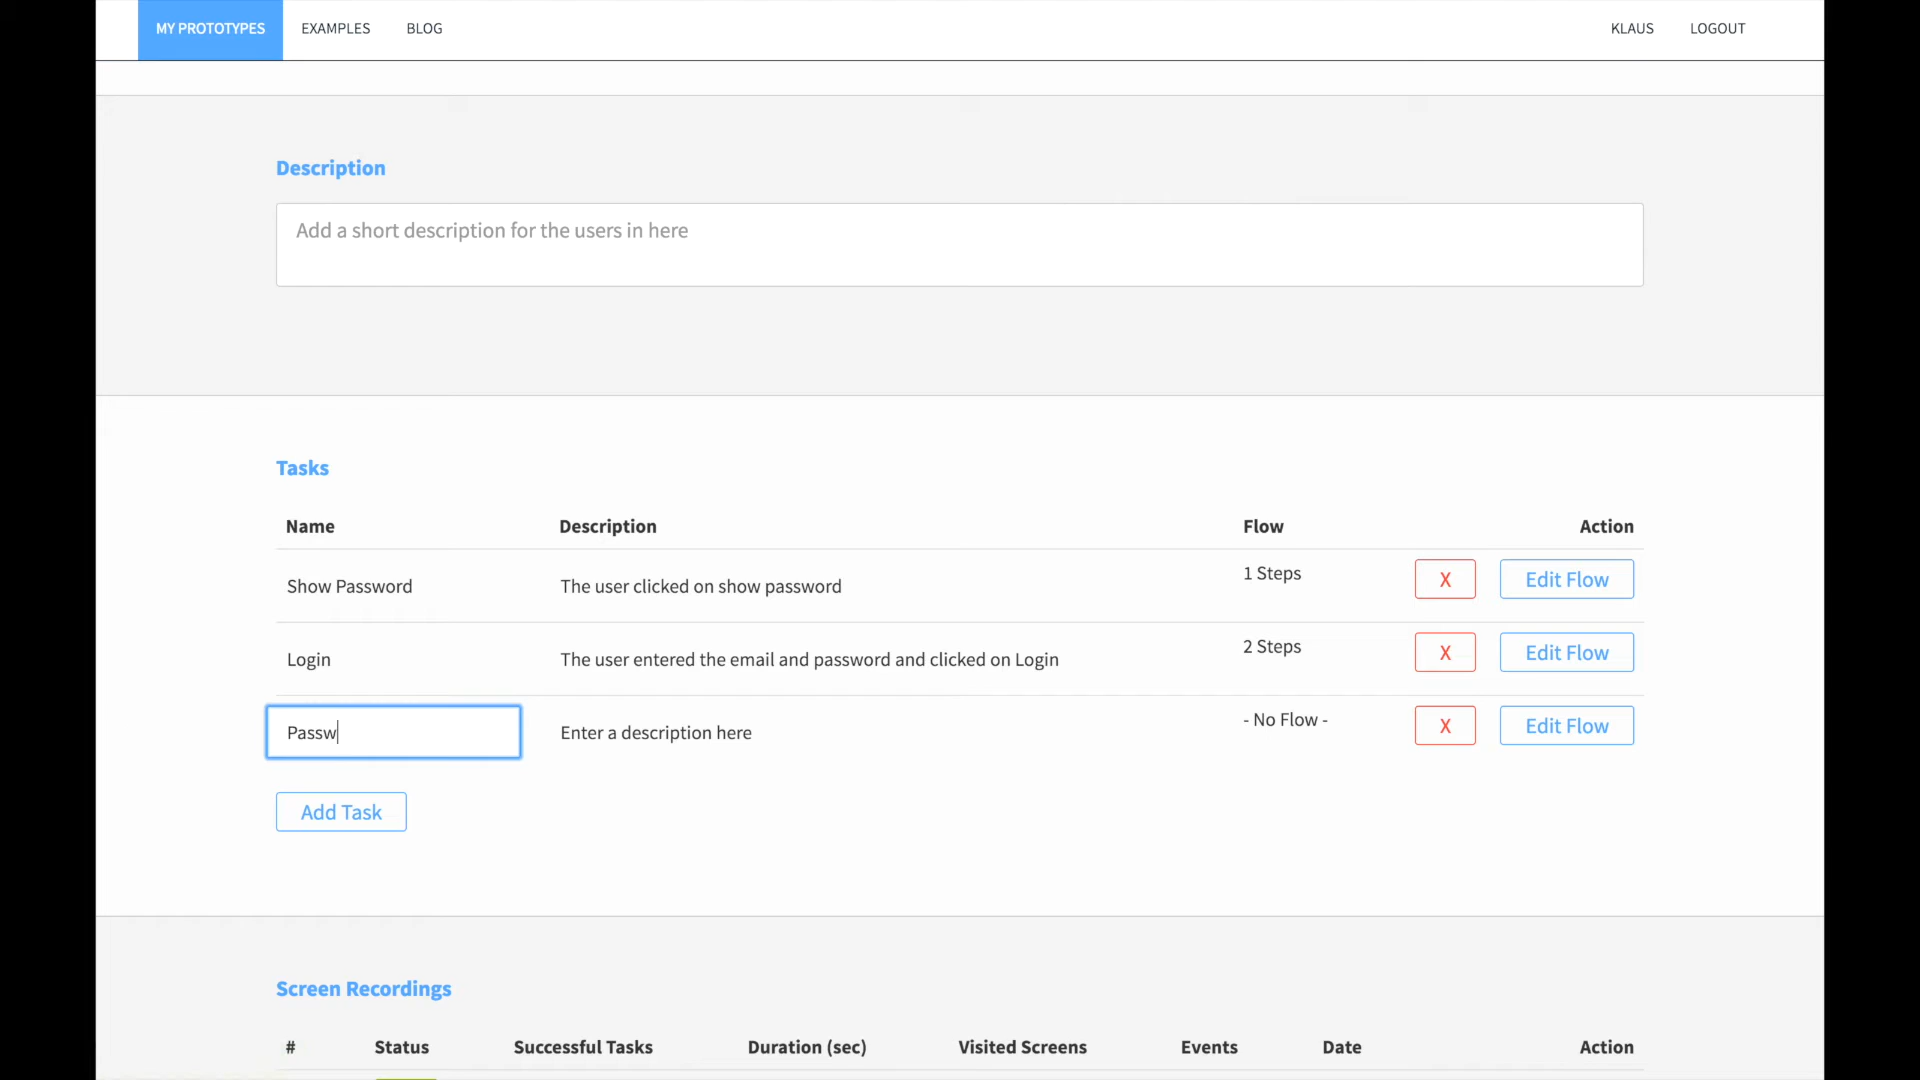 MY PROTOTYPES EXAMPLES BLOG KLAUS LOGOUT
Description
Add a short description for the users in here
Tasks
Name Description Flow Action
Show Password The user clicked on show password 1 Steps X Edit Flow
Login The user entered the email and password and clicked on Login 2 Steps X Edit Flow
Passw Enter a description here - No Flow - X Edit Flow
Add Task
Screen Recordings
# Status Successful Tasks Duration (sec) Visited Screens Events Date Action